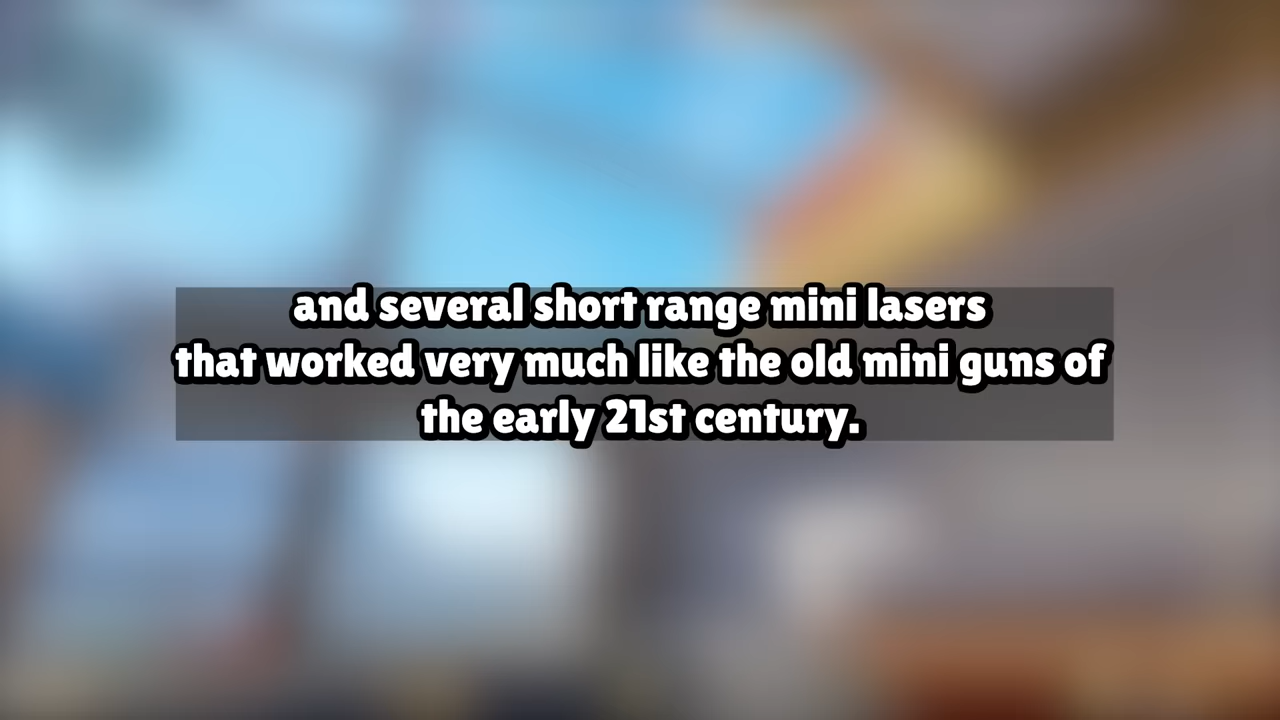 and several short range mini lasers
that worked very much like the old mini guns of
the early 21st century.